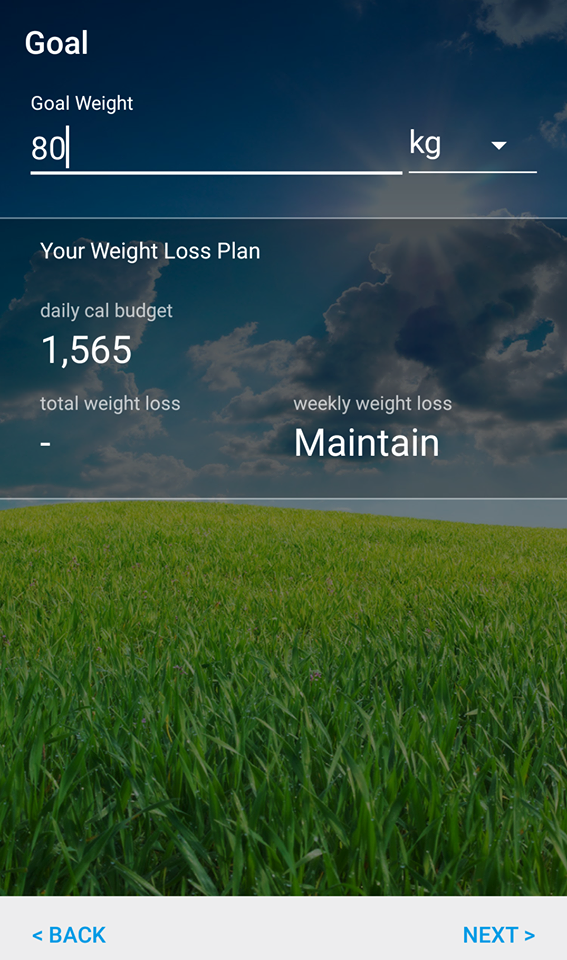 Goal
Goal Weight
80 kg
Your Weight Loss Plan
daily cal budget
1,565
total weight loss weekly weight loss
- Maintain
< BACK NEXT >